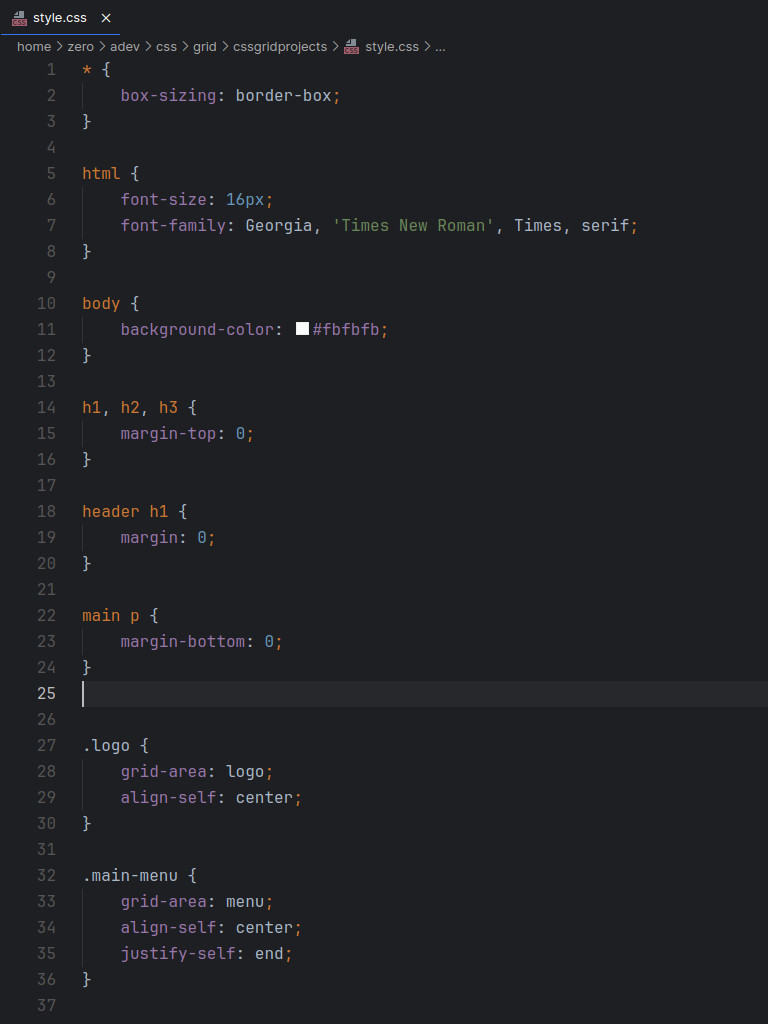 style.css ×
home > zero > adev > css > grid > cssgridprojects > style.css > ...
1 * {
2     box-sizing: border-box;
3 }
4
5 html {
6     font-size: 16px;
7     font-family: Georgia, 'Times New Roman', Times, serif;
8 }
9
10 body {
11     background-color: #fbfbfb;
12 }
13
14 h1, h2, h3 {
15     margin-top: 0;
16 }
17
18 header h1 {
19     margin: 0;
20 }
21
22 main p {
23     margin-bottom: 0;
24 }
25
26
27 .logo {
28     grid-area: logo;
29     align-self: center;
30 }
31
32 .main-menu {
33     grid-area: menu;
34     align-self: center;
35     justify-self: end;
36 }
37